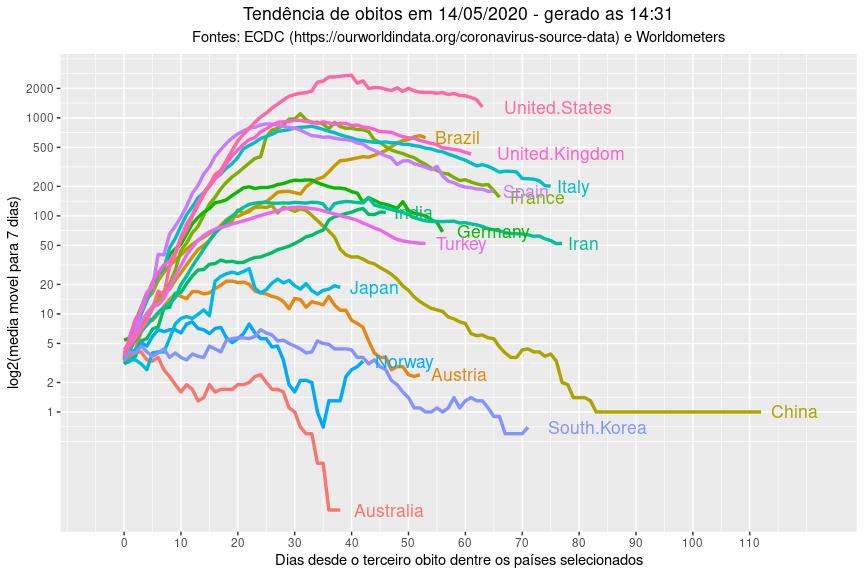 Tendência de obitos em 14/05/2020 - gerado as 14:31
Fontes: ECDC (https://ourworldindata.org/coronavirus-source-data) e Worldometers
log2(media movel para 7 dias)
2000
1000
500
200
100
50
20
10
5
2
1
United.States
Brazil
United.Kingdom
Italy
Spain
France
India
Germany
Turkey
Iran
Japan
Norway
Austria
China
South.Korea
Australia
0 10 20 30 40 50 60 70 80 90 100 110
Dias desde o terceiro obito dentre os países selecionados